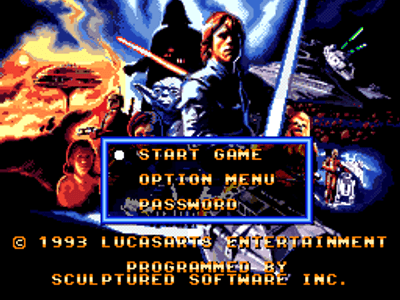 START GAME
OPTION MENU
PASSWORD
© 1993 LUCASARTS ENTERTAINMENT
PROGRAMMED BY
SCULPTURED SOFTWARE INC.